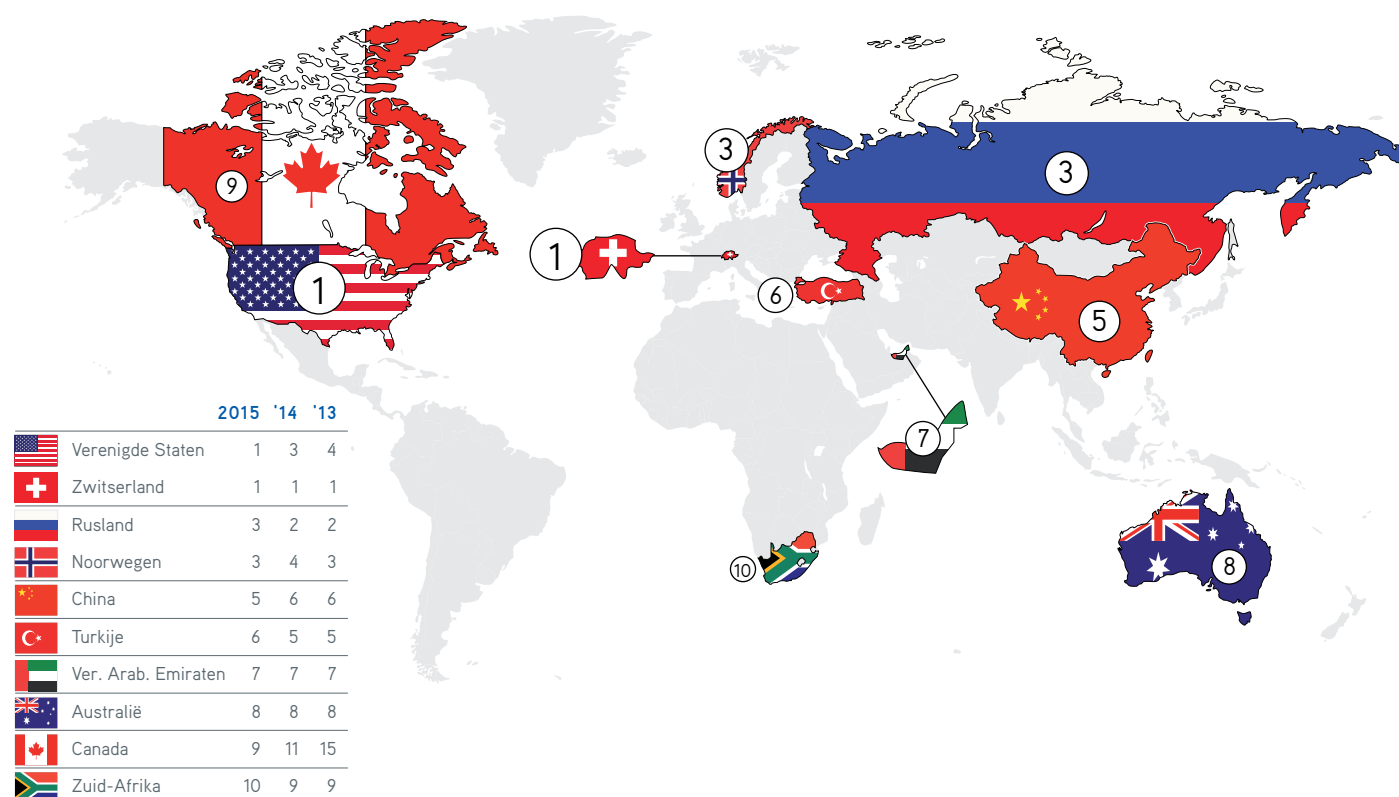 9
3
3
1
1
6
5
7
10
8
2015 '14 '13
Verenigde Staten 1 3 4
Zwitserland 1 1 1
Rusland 3 2 2
Noorwegen 3 4 3
China 5 6 6
Turkije 6 5 5
Ver. Arab. Emiraten 7 7 7
Australië 8 8 8
Canada 9 11 15
Zuid-Afrika 10 9 9